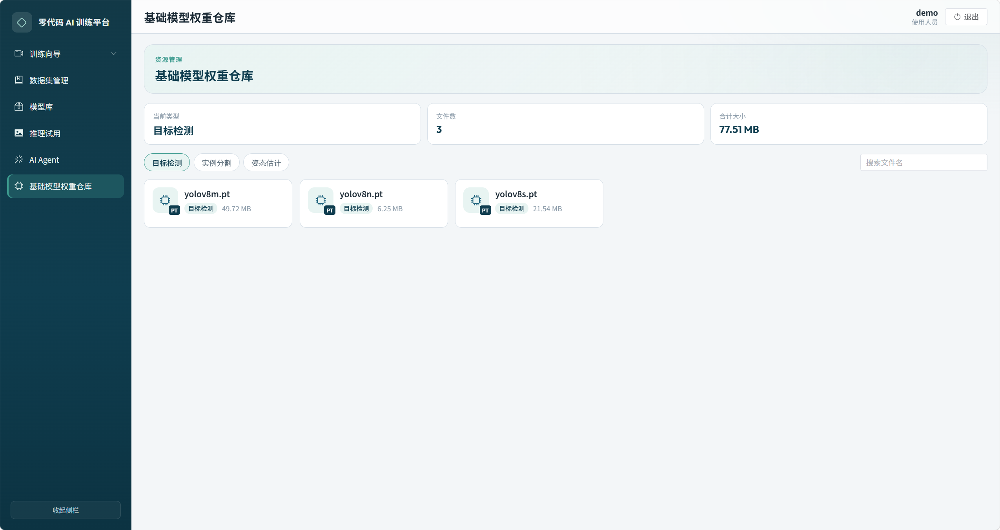 零代码 AI 训练平台
训练向导
数据集管理
模型库
推理试用
AI Agent
基础模型权重仓库
收起侧栏
基础模型权重仓库
demo
使用人员
退出
资源管理
基础模型权重仓库
当前类型
目标检测
文件数
3
合计大小
77.51 MB
目标检测
实例分割
姿态估计
搜索文件名
PT
yolov8m.pt
目标检测 49.72 MB
PT
yolov8n.pt
目标检测 6.25 MB
PT
yolov8s.pt
目标检测 21.54 MB